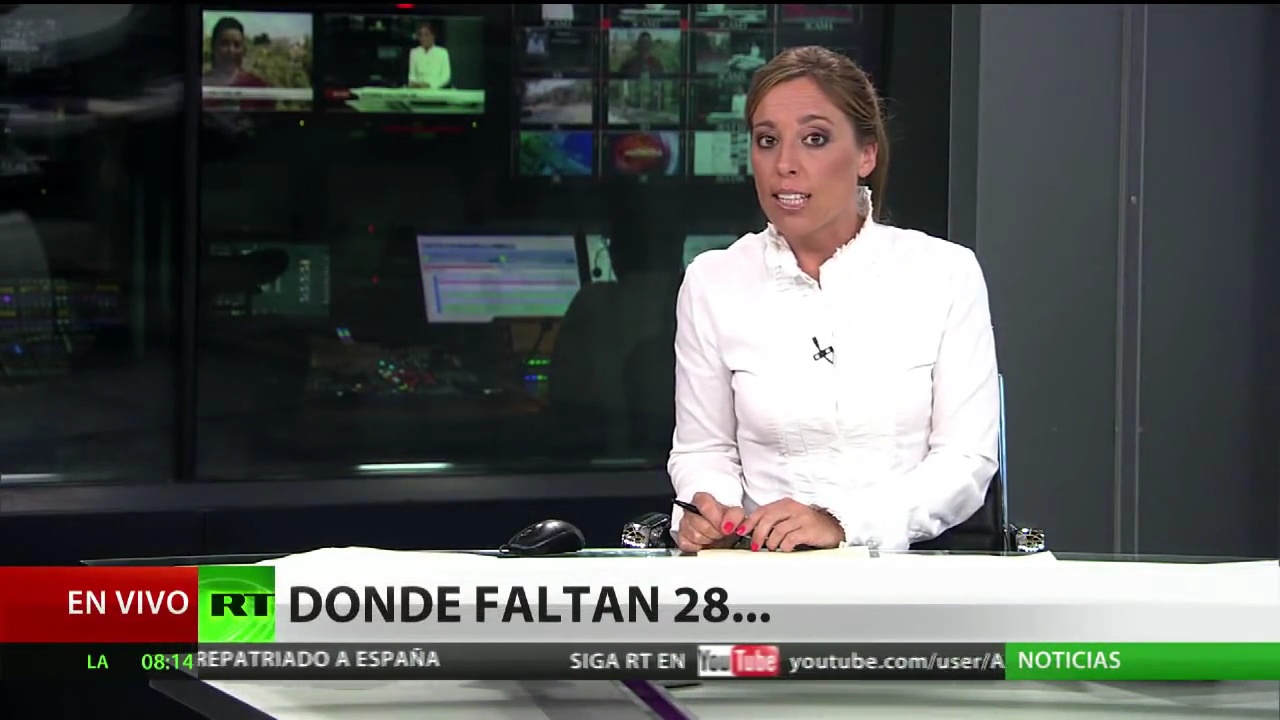 EN VIVO RT DONDE FALTAN 28...
LA 08:14 REPATRIADO A ESPAÑA SIGA RT EN YouTube youtube.com/user/A NOTICIAS